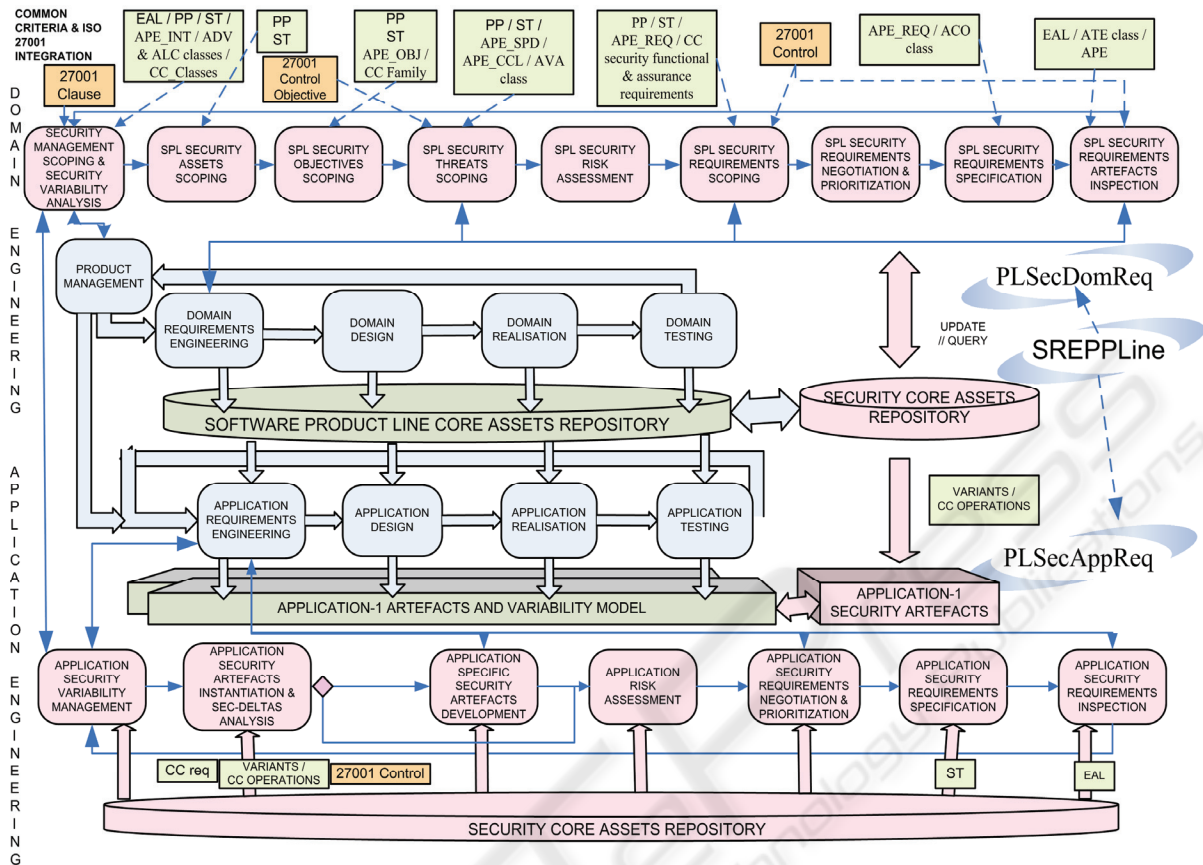 COMMON
CRITERIA & ISO
27001
INTEGRATION
27001
Clause
EAL / PP / ST /
APE_INT / ADV
& ALC classes /
CC_Classes
PP
ST
27001
Control
Objective
PP
ST
APE_OBJ /
CC Family
PP / ST /
APE_SPD /
APE_CCL / AVA
class
PP / ST /
APE_REQ / CC
security functional &
assurance
requirements
27001
Control
APE_REQ / ACO
class
EAL / ATE class /
APE
DOMAIN ENGINEERING
SECURITY
MANAGEMENT
SCOPING &
SECURITY
VARIABILITY
ANALYSIS
SPL SECURITY
ASSETS
SCOPING
SPL SECURITY
OBJECTIVES
SCOPING
SPL SECURITY
THREATS
SCOPING
SPL SECURITY
RISK
ASSESSMENT
SPL SECURITY
REQUIREMENTS
SCOPING
SPL SECURITY
REQUIREMENTS
NEGOTIATION &
PRIORITIZATION
SPL SECURITY
REQUIREMENTS
SPECIFICATION
SPL SECURITY
REQUIREMENTS
ARTEFACTS
INSPECTION
PRODUCT
MANAGEMENT
DOMAIN
REQUIREMENTS
ENGINEERING
DOMAIN
DESIGN
DOMAIN
REALISATION
DOMAIN
TESTING
UPDATE
// QUERY
PLSecDomReq
SREPPLine
PLSecAppReq
SOFTWARE PRODUCT LINE CORE ASSETS REPOSITORY
SECURITY CORE ASSETS
REPOSITORY
APPLICATION ENGINEERING
APPLICATION
REQUIREMENTS
ENGINEERING
APPLICATION
DESIGN
APPLICATION
REALISATION
APPLICATION
TESTING
VARIANTS /
CC OPERATIONS
APPLICATION-1 ARTEFACTS AND VARIABILITY MODEL
APPLICATION-1
SECURITY ARTEFACTS
APPLICATION
SECURITY
VARIABILITY
MANAGEMENT
APPLICATION
SECURITY
ARTEFACTS
INSTANTIATION &
SEC-DELTAS
ANALYSIS
APPLICATION
SPECIFIC
SECURITY
ARTEFACTS
DEVELOPMENT
APPLICATION
RISK
ASSESSMENT
APPLICATION
SECURITY
REQUIREMENTS
NEGOTIATION &
PRIORITIZATION
APPLICATION
SECURITY
REQUIREMENTS
SPECIFICATION
APPLICATION
SECURITY
REQUIREMENTS
INSPECTION
CC req
VARIANTS /
CC OPERATIONS
27001 Control
ST
EAL
SECURITY CORE ASSETS REPOSITORY